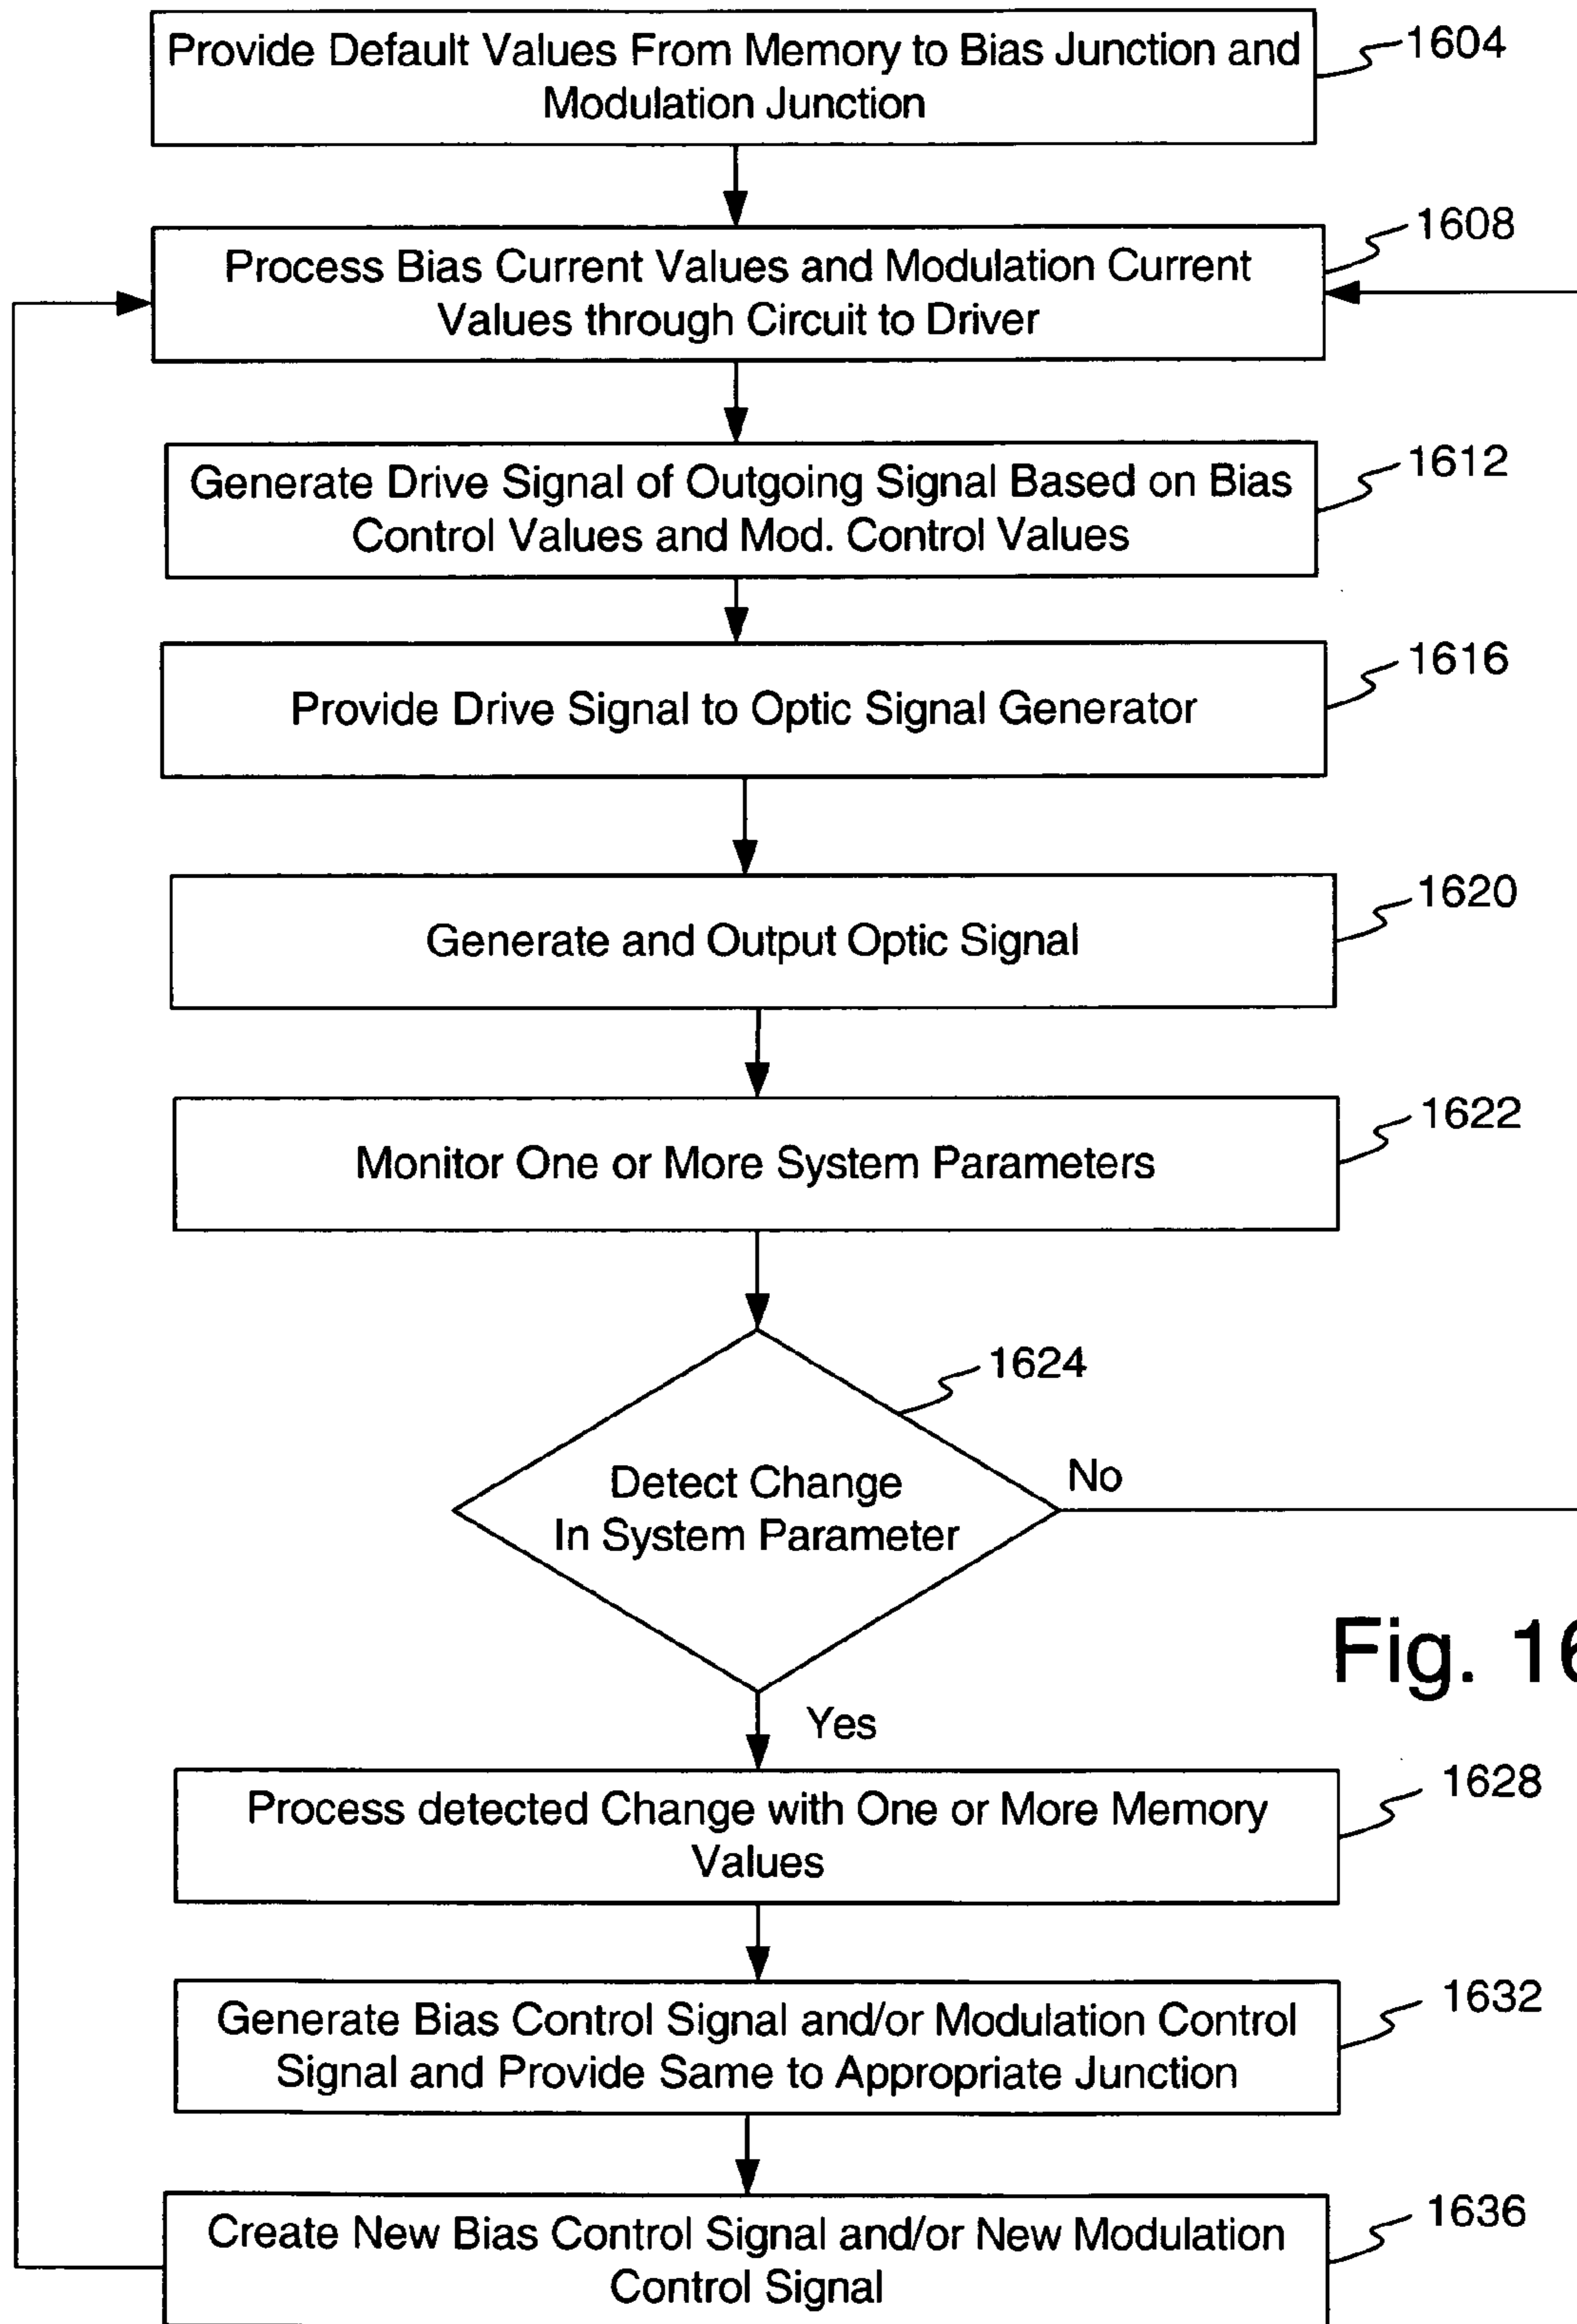 Provide Default Values From Memory to Bias Junction and
Modulation Junction
1604
Process Bias Current Values and Modulation Current
Values through Circuit to Driver
1608
Generate Drive Signal of Outgoing Signal Based on Bias
Control Values and Mod. Control Values
1612
Provide Drive Signal to Optic Signal Generator
1616
Generate and Output Optic Signal
1620
Monitor One or More System Parameters
1622
1624
Detect Change
In System Parameter
No
Fig. 16
Yes
Process detected Change with One or More Memory
Values
1628
Generate Bias Control Signal and/or Modulation Control
Signal and Provide Same to Appropriate Junction
1632
Create New Bias Control Signal and/or New Modulation
Control Signal
1636